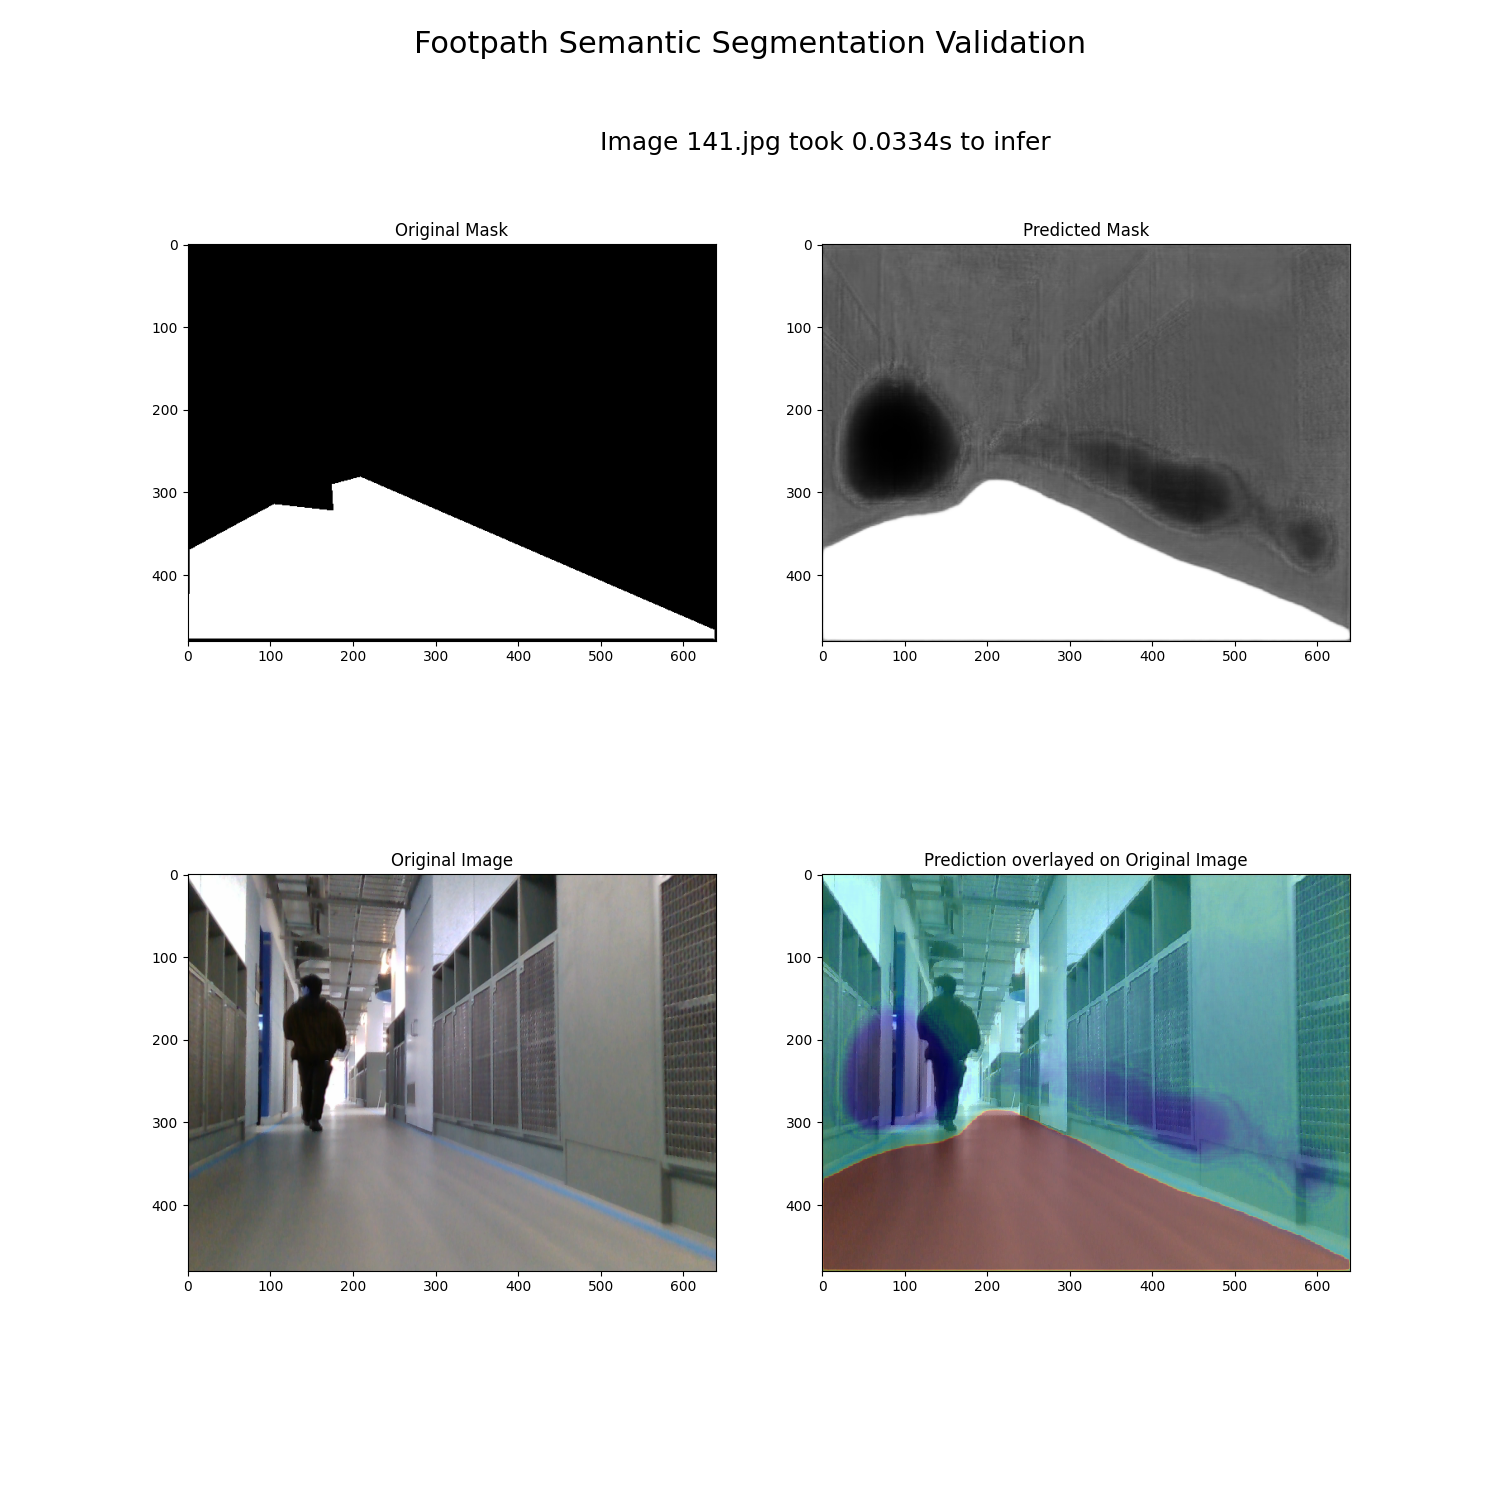 Footpath Semantic Segmentation Validation
Image 141.jpg took 0.0334s to infer
Original Mask
0
100
200
300
400
0 100 200 300 400 500 600
Predicted Mask
0
100
200
300
400
0 100 200 300 400 500 600
Original Image
0
100
200
300
400
0 100 200 300 400 500 600
Prediction overlayed on Original Image
0
100
200
300
400
0 100 200 300 400 500 600